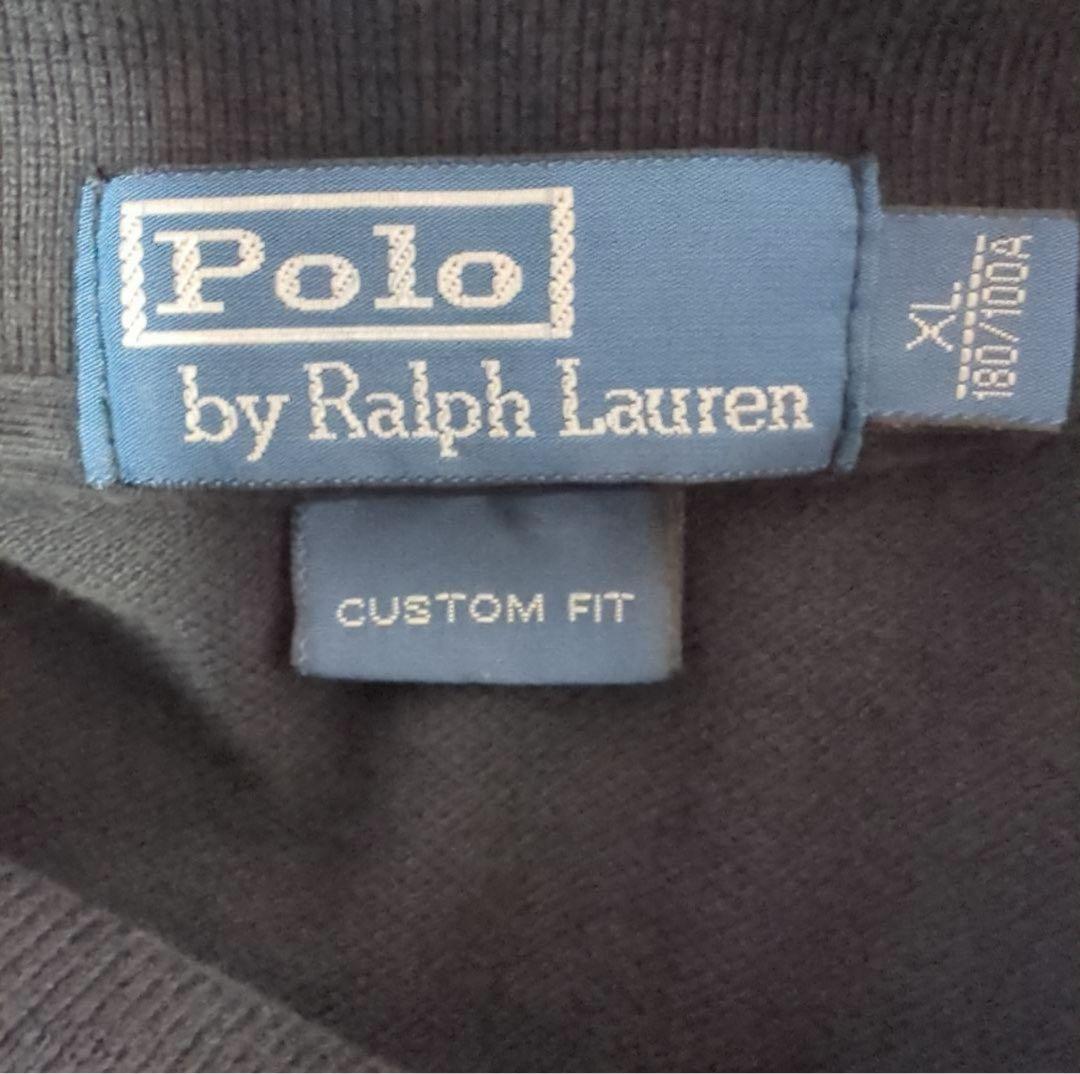 Polo
by Ralph Lauren
XL
180/100A
CUSTOM FIT